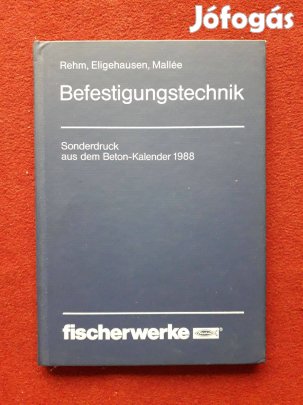 Jófogás
Rehm, Eligehausen, Mallée
Befestigungstechnik
Sonderdruck
aus dem Beton-Kalender 1988
fischerwerke